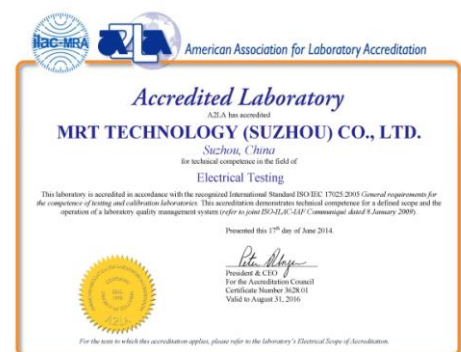 ilac-MRA
A2LA
American Association for Laboratory Accreditation
Accredited Laboratory
A2LA has accredited
MRT TECHNOLOGY (SUZHOU) CO., LTD.
Suzhou, China
for technical competence in the field of
Electrical Testing
This laboratory is accredited in accordance with the recognized International Standard ISO/IEC 17025:2005 General requirements for
the competence of testing and calibration laboratories. This accreditation demonstrates technical competence for a defined scope and the
operation of a laboratory quality management system (refer to joint ISO-ILAC-IAF Communiqué dated 8 January 2009).
Presented this 17th day of June 2014.
President & CEO
For the Accreditation Council
Certificate Number 3628.01
Valid to August 31, 2016
A2LA
For the tests to which this accreditation applies, please refer to the laboratory's Electrical Scope of Accreditation.